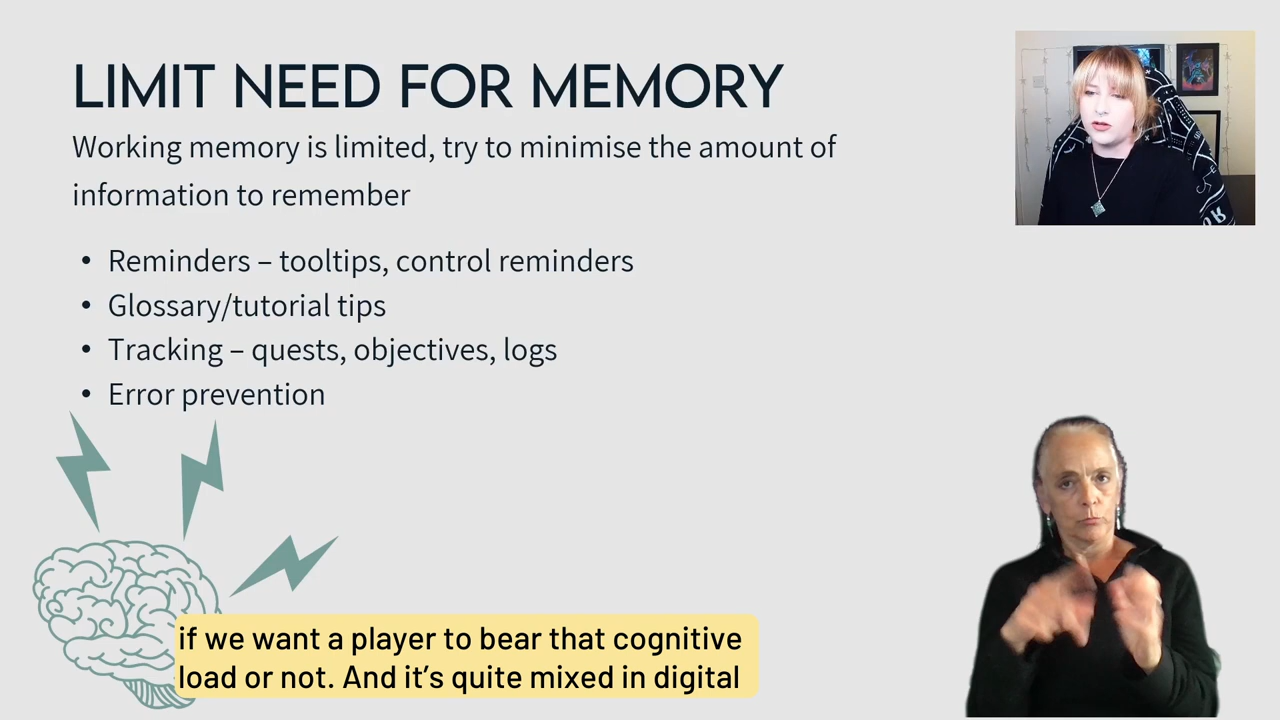 LIMIT NEED FOR MEMORY
Working memory is limited, try to minimise the amount of
information to remember
• Reminders – tooltips, control reminders
• Glossary/tutorial tips
• Tracking – quests, objectives, logs
• Error prevention
if we want a player to bear that cognitive
load or not. And it’s quite mixed in digital